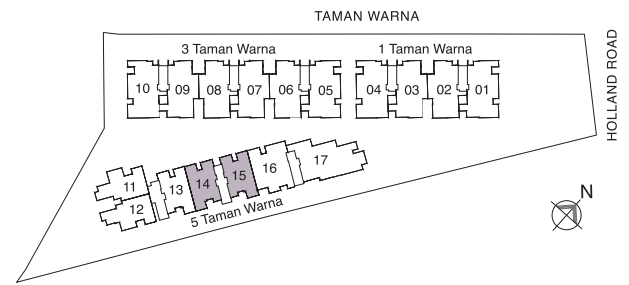 TAMAN WARNA
HOLLAND ROAD
3 Taman Warna
1 Taman Warna
10 09 08 07 06 05 04 03 02 01
11 12 13 14 15 16 17
5 Taman Warna
N